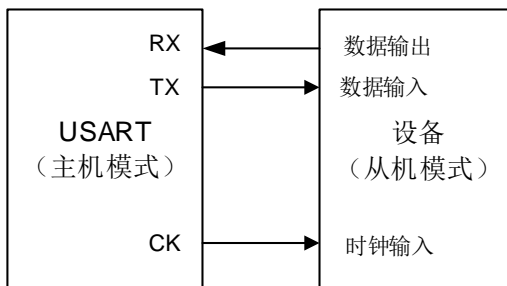 RX
数据输出
TX
数据输入
USART
（主机模式）
设备
（从机模式）
CK
时钟输入